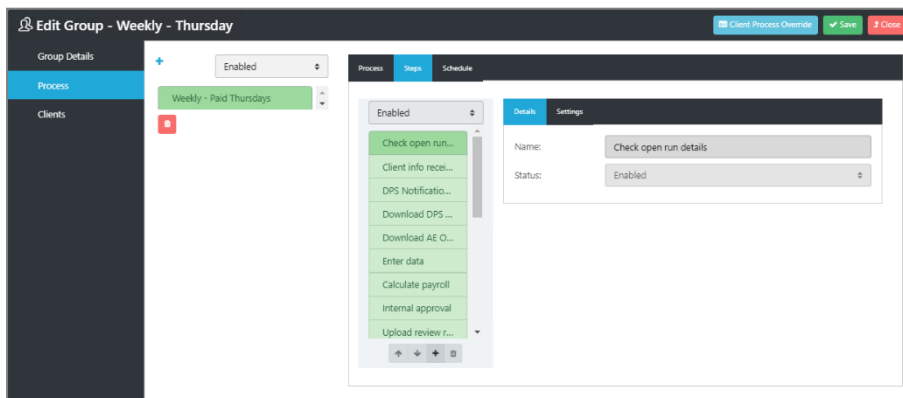 Edit Group - Weekly - Thursday
Client Process Override
Save
Close
Group Details
Process
Clients
Enabled
Weekly - Paid Thursdays
Process
Steps
Schedule
Enabled
Check open run...
Client info recei...
DPS Notificatio...
Download DPS ...
Download AE O...
Enter data
Calculate payroll
Internal approval
Upload review r...
Details
Settings
Name:
Check open run details
Status:
Enabled